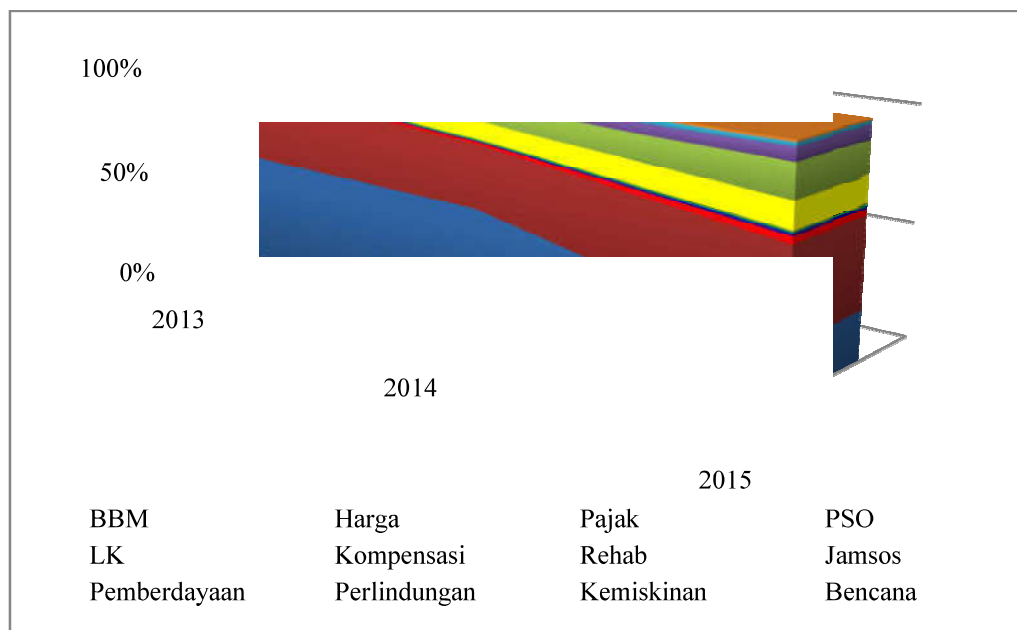 100%
50%
0%
2013
2014
2015
BBM Harga Pajak PSO
LK Kompensasi Rehab Jamsos
Pemberdayaan Perlindungan Kemiskinan Bencana